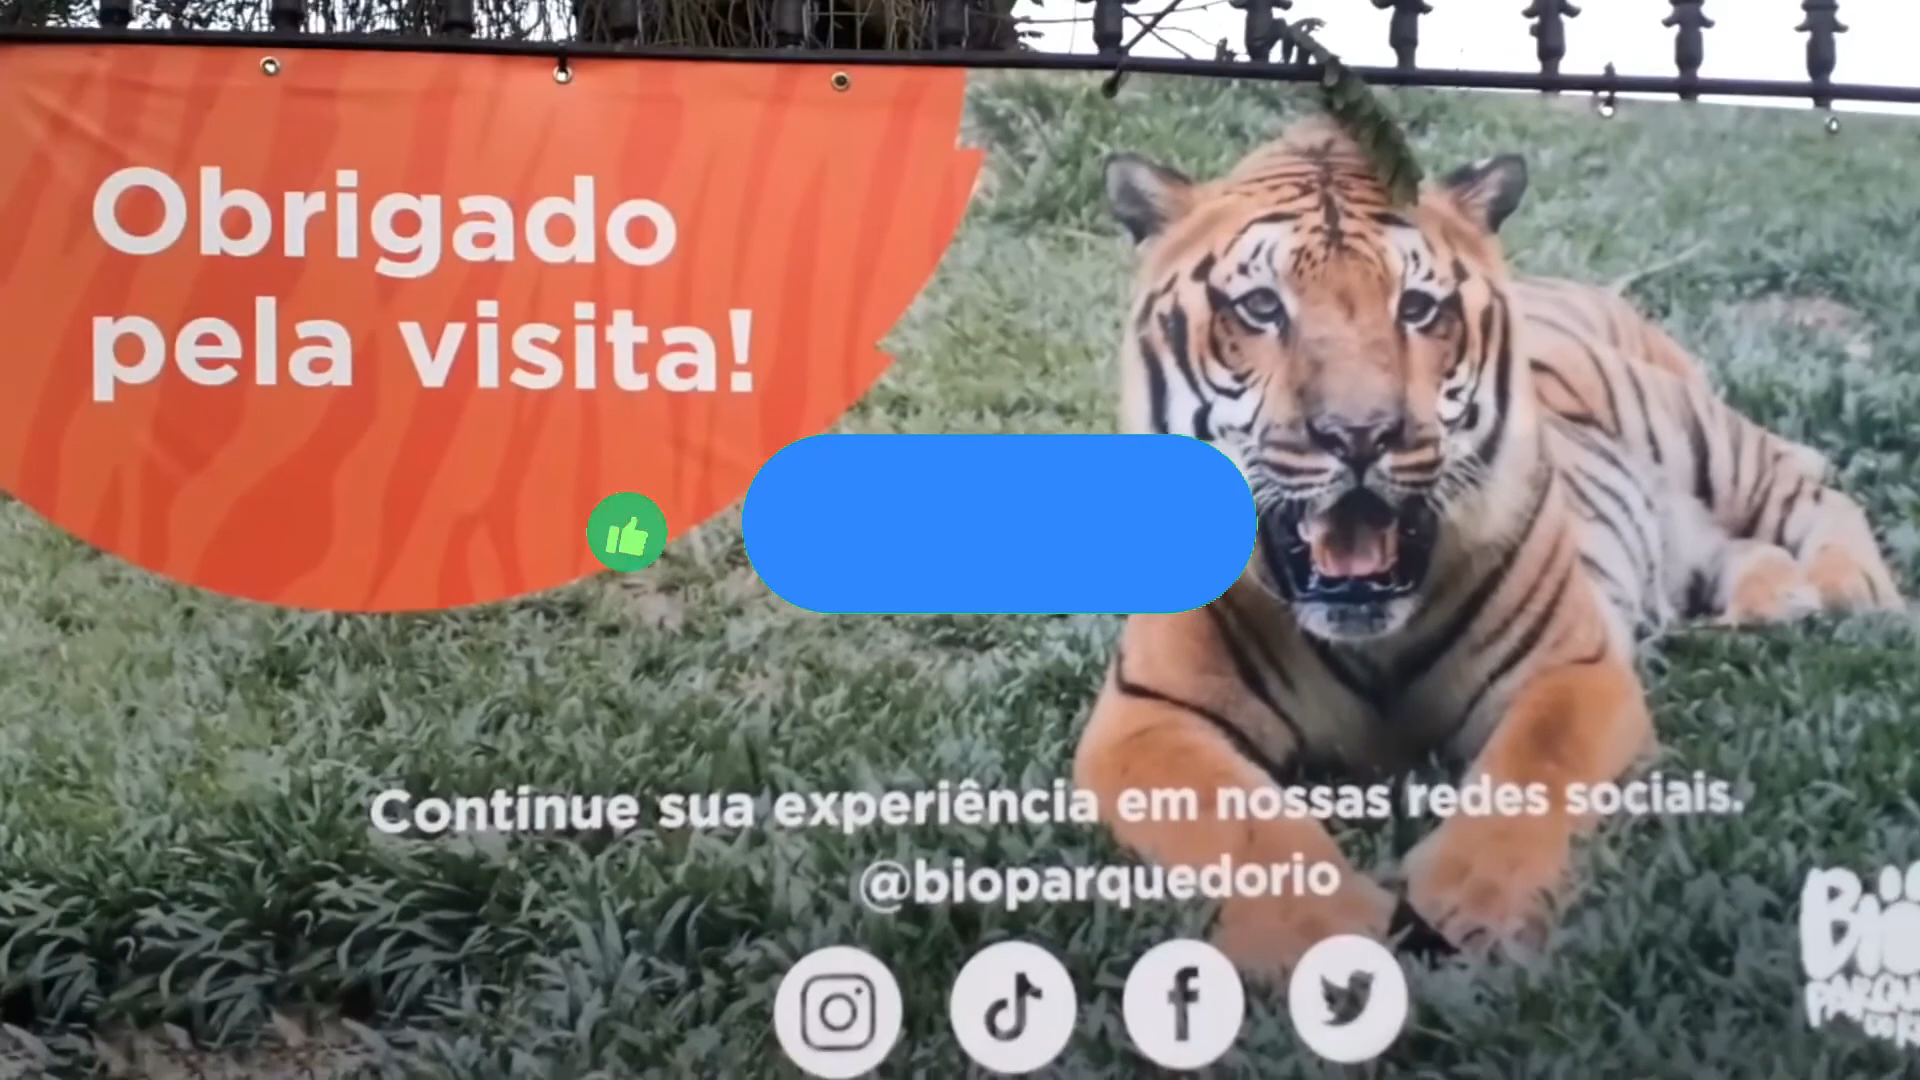 Obrigado
pela visita!
Continue sua experiência em nossas redes sociais.
@bioparquedorio